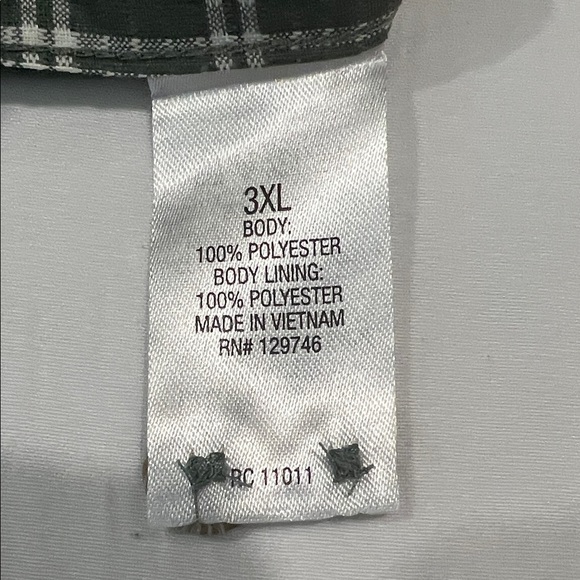 3XL
BODY:
100% POLYESTER
BODY LINING:
100% POLYESTER
MADE IN VIETNAM
RN# 129746
RC 11011